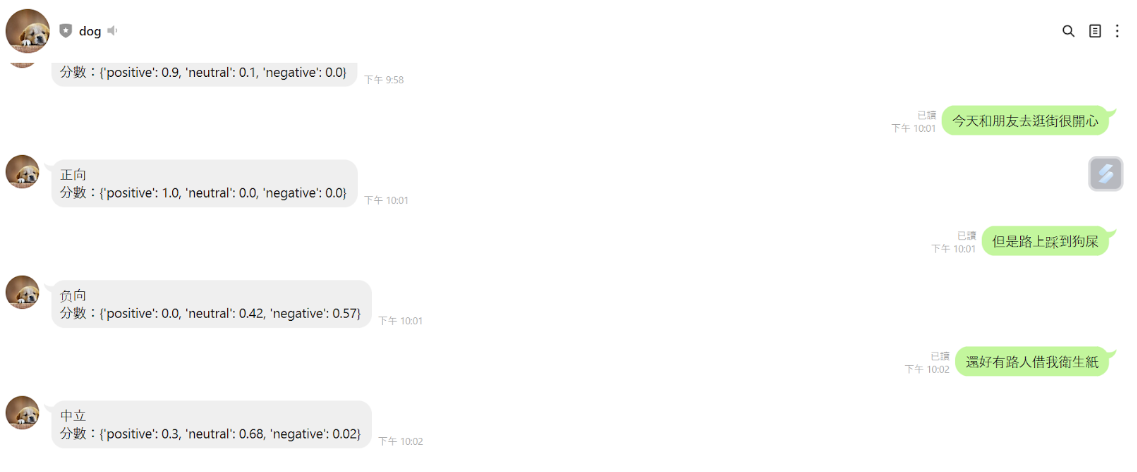 dog
分數：{'positive': 0.9, 'neutral': 0.1, 'negative': 0.0}
下午 9:58
已讀
下午 10:01
今天和朋友去逛街很開心
正向
分數：{'positive': 1.0, 'neutral': 0.0, 'negative': 0.0}
下午 10:01
已讀
下午 10:01
但是路上踩到狗屎
负向
分數：{'positive': 0.0, 'neutral': 0.42, 'negative': 0.57}
下午 10:01
已讀
下午 10:02
還好有路人借我衛生紙
中立
分數：{'positive': 0.3, 'neutral': 0.68, 'negative': 0.02}
下午 10:02